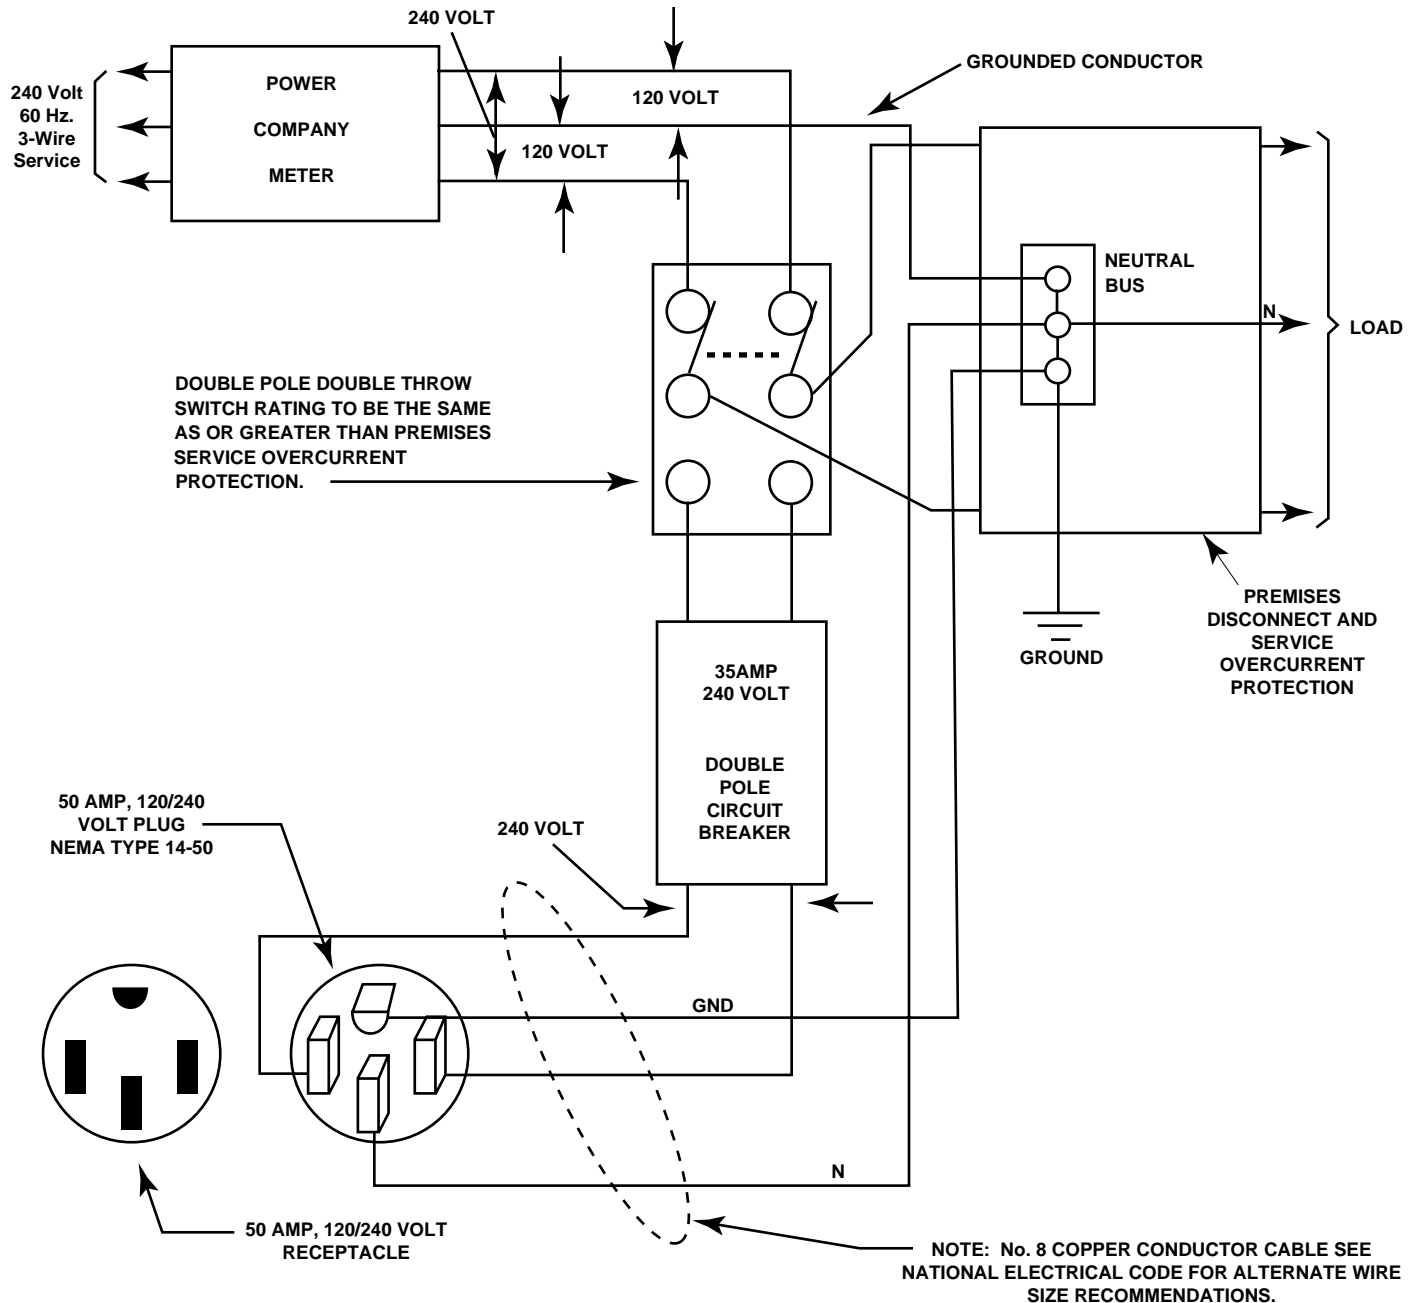 240 VOLT
GROUNDED CONDUCTOR
240 Volt
60 Hz.
3-Wire
Service
POWER
COMPANY
METER
120 VOLT
120 VOLT
NEUTRAL
BUS
N
LOAD
DOUBLE POLE DOUBLE THROW
SWITCH RATING TO BE THE SAME
AS OR GREATER THAN PREMISES
SERVICE OVERCURRENT
PROTECTION.
GROUND
PREMISES
DISCONNECT AND
SERVICE
OVERCURRENT
PROTECTION
35AMP
240 VOLT
DOUBLE
POLE
CIRCUIT
BREAKER
50 AMP, 120/240
VOLT PLUG
NEMA TYPE 14-50
240 VOLT
GND
N
50 AMP, 120/240 VOLT
RECEPTACLE
NOTE: No. 8 COPPER CONDUCTOR CABLE SEE
NATIONAL ELECTRICAL CODE FOR ALTERNATE WIRE
SIZE RECOMMENDATIONS.